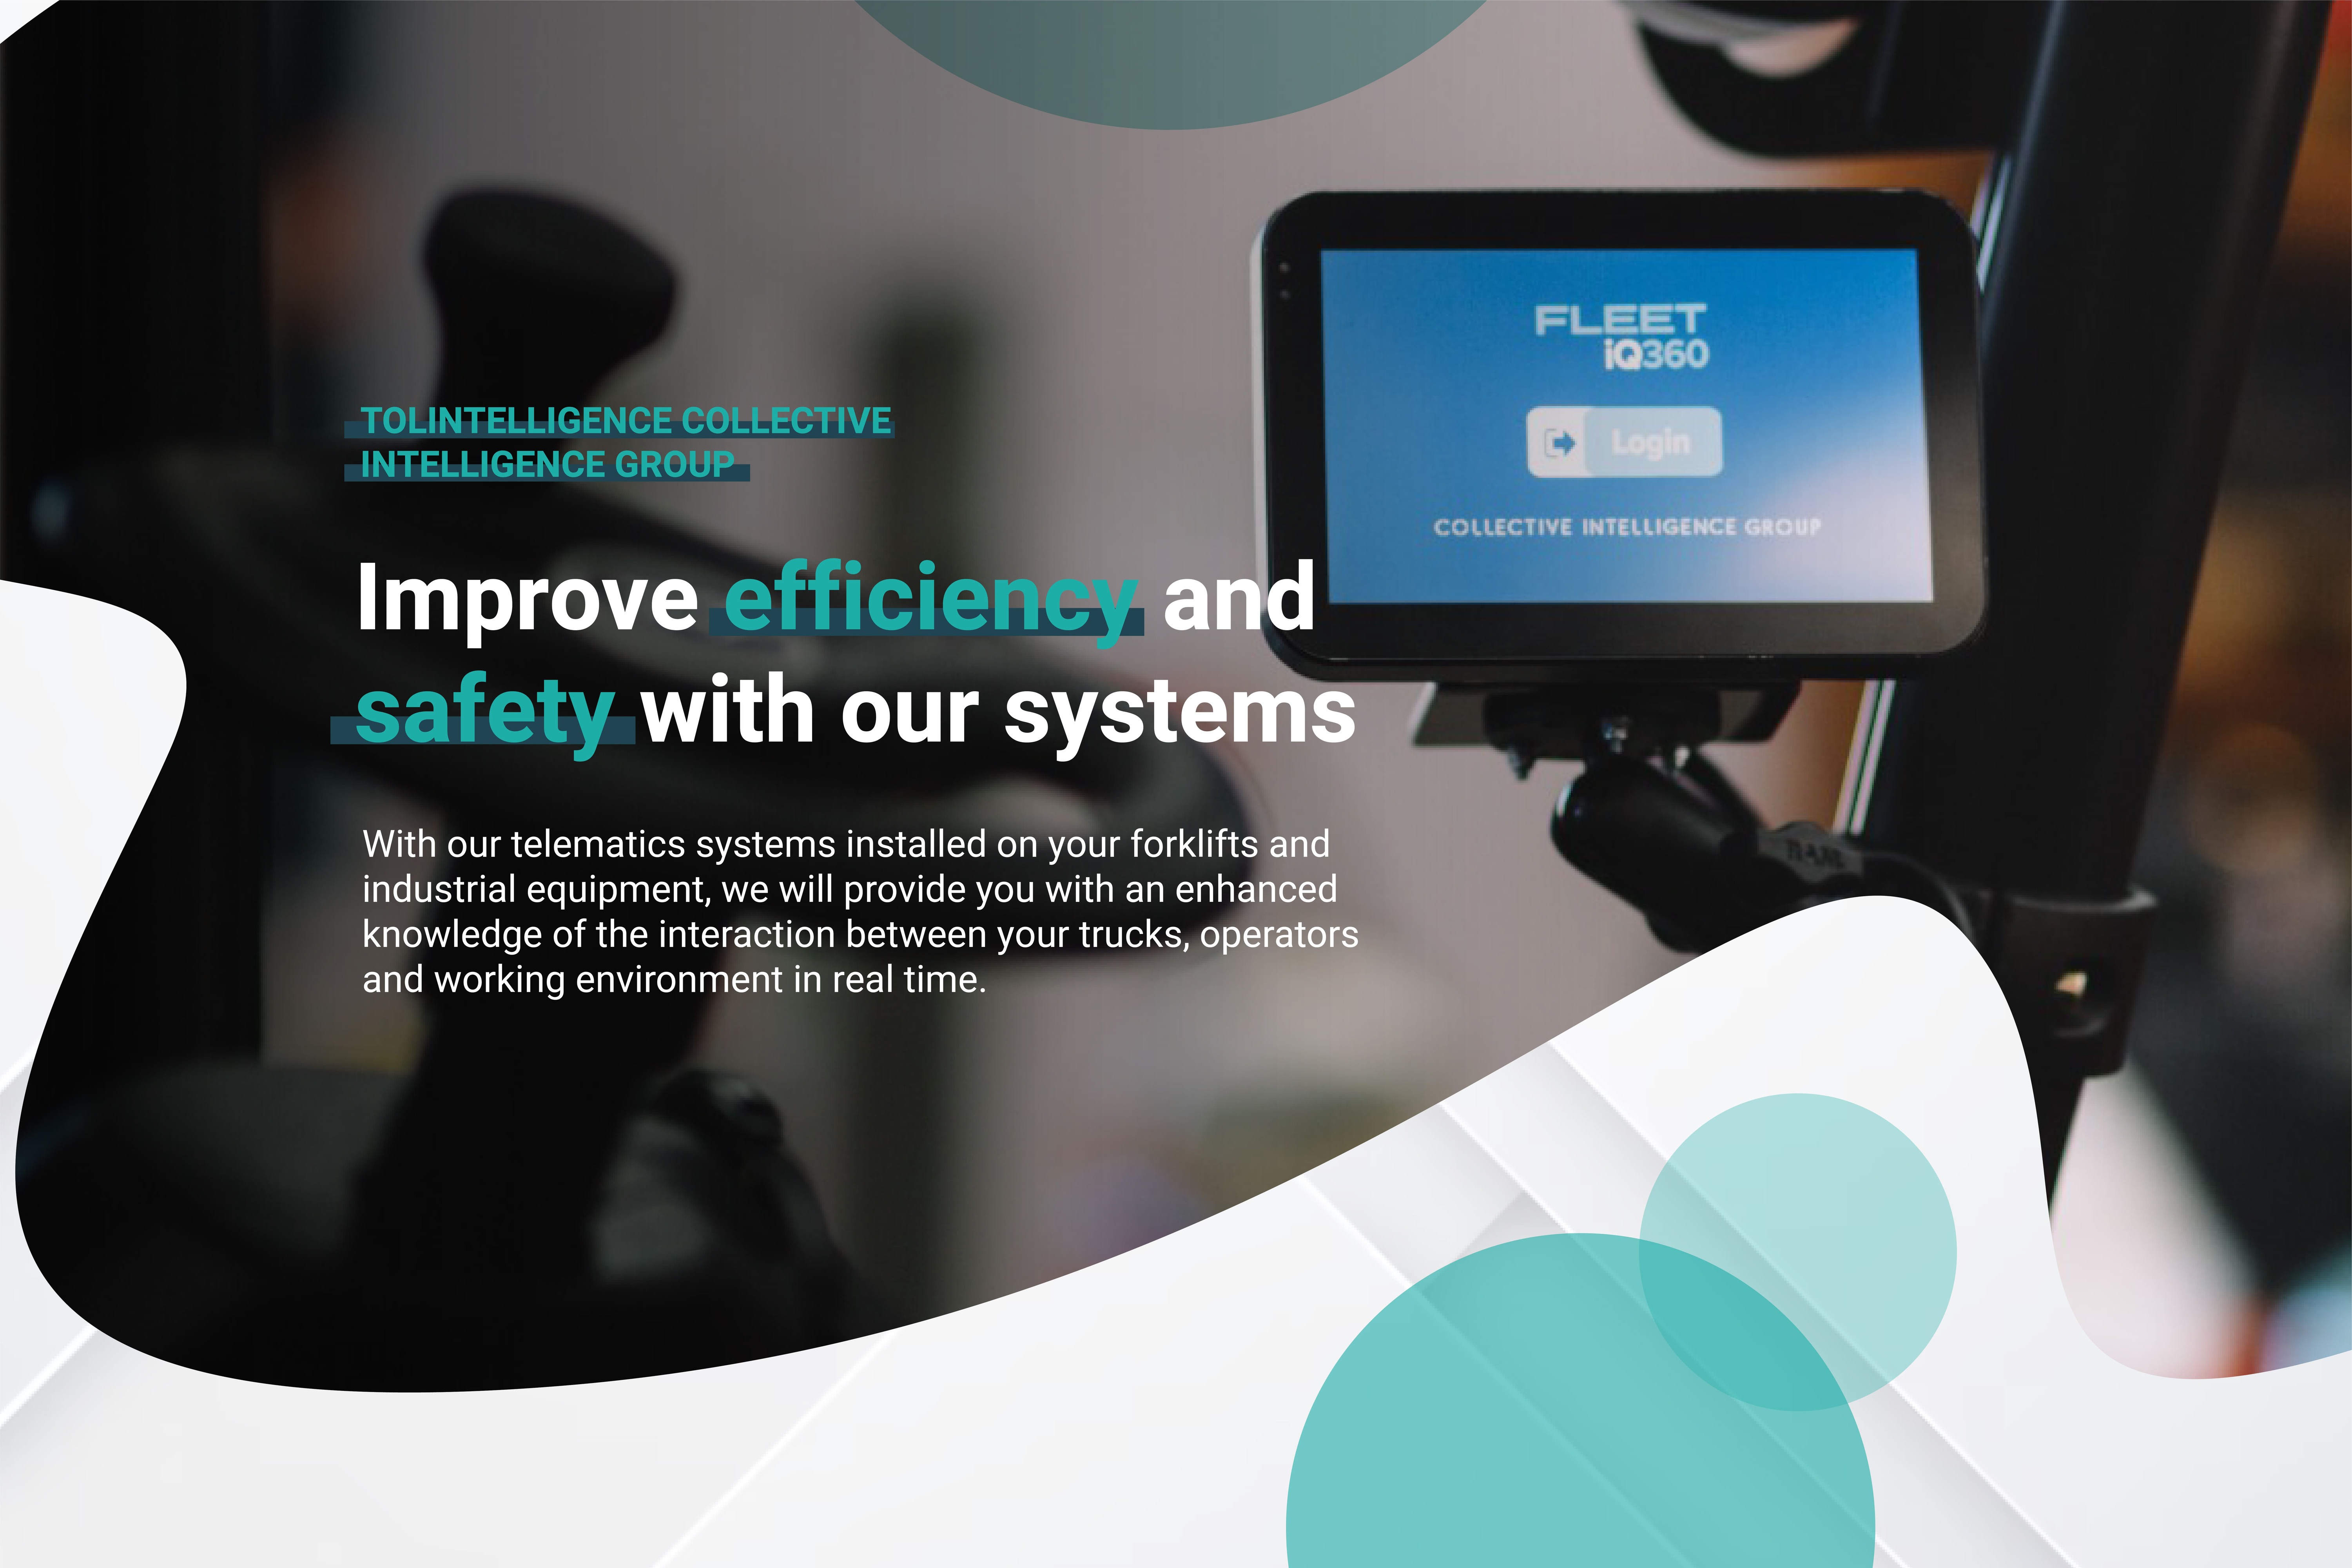 TOLINTELLIGENCE COLLECTIVE
INTELLIGENCE GROUP
Improve efficiency and
safety with our systems
With our telematics systems installed on your forklifts and
industrial equipment, we will provide you with an enhanced
knowledge of the interaction between your trucks, operators
and working environment in real time.
FLEET
iQ360
Login
COLLECTIVE INTELLIGENCE GROUP